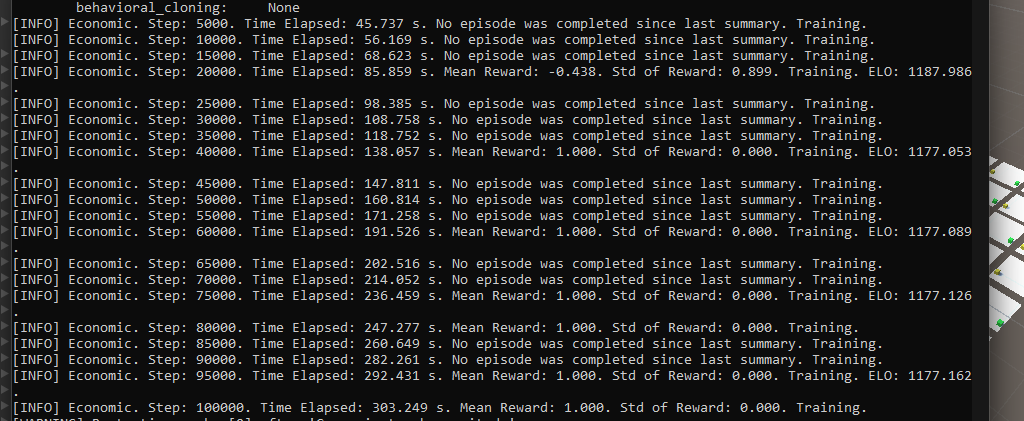 behavioral_cloning:     None
[INFO] Economic. Step: 5000. Time Elapsed: 45.737 s. No episode was completed since last summary. Training.
[INFO] Economic. Step: 10000. Time Elapsed: 56.169 s. No episode was completed since last summary. Training.
[INFO] Economic. Step: 15000. Time Elapsed: 68.623 s. No episode was completed since last summary. Training.
[INFO] Economic. Step: 20000. Time Elapsed: 85.859 s. Mean Reward: -0.438. Std of Reward: 0.899. Training. ELO: 1187.986
.
[INFO] Economic. Step: 25000. Time Elapsed: 98.385 s. No episode was completed since last summary. Training.
[INFO] Economic. Step: 30000. Time Elapsed: 108.758 s. No episode was completed since last summary. Training.
[INFO] Economic. Step: 35000. Time Elapsed: 118.752 s. No episode was completed since last summary. Training.
[INFO] Economic. Step: 40000. Time Elapsed: 138.057 s. Mean Reward: 1.000. Std of Reward: 0.000. Training. ELO: 1177.053
.
[INFO] Economic. Step: 45000. Time Elapsed: 147.811 s. No episode was completed since last summary. Training.
[INFO] Economic. Step: 50000. Time Elapsed: 160.814 s. No episode was completed since last summary. Training.
[INFO] Economic. Step: 55000. Time Elapsed: 171.258 s. No episode was completed since last summary. Training.
[INFO] Economic. Step: 60000. Time Elapsed: 191.526 s. Mean Reward: 1.000. Std of Reward: 0.000. Training. ELO: 1177.089
.
[INFO] Economic. Step: 65000. Time Elapsed: 202.516 s. No episode was completed since last summary. Training.
[INFO] Economic. Step: 70000. Time Elapsed: 214.052 s. No episode was completed since last summary. Training.
[INFO] Economic. Step: 75000. Time Elapsed: 236.459 s. Mean Reward: 1.000. Std of Reward: 0.000. Training. ELO: 1177.126
.
[INFO] Economic. Step: 80000. Time Elapsed: 247.277 s. Mean Reward: 1.000. Std of Reward: 0.000. Training.
[INFO] Economic. Step: 85000. Time Elapsed: 260.649 s. No episode was completed since last summary. Training.
[INFO] Economic. Step: 90000. Time Elapsed: 282.261 s. No episode was completed since last summary. Training.
[INFO] Economic. Step: 95000. Time Elapsed: 292.431 s. Mean Reward: 1.000. Std of Reward: 0.000. Training. ELO: 1177.162
.
[INFO] Economic. Step: 100000. Time Elapsed: 303.249 s. Mean Reward: 1.000. Std of Reward: 0.000. Training.